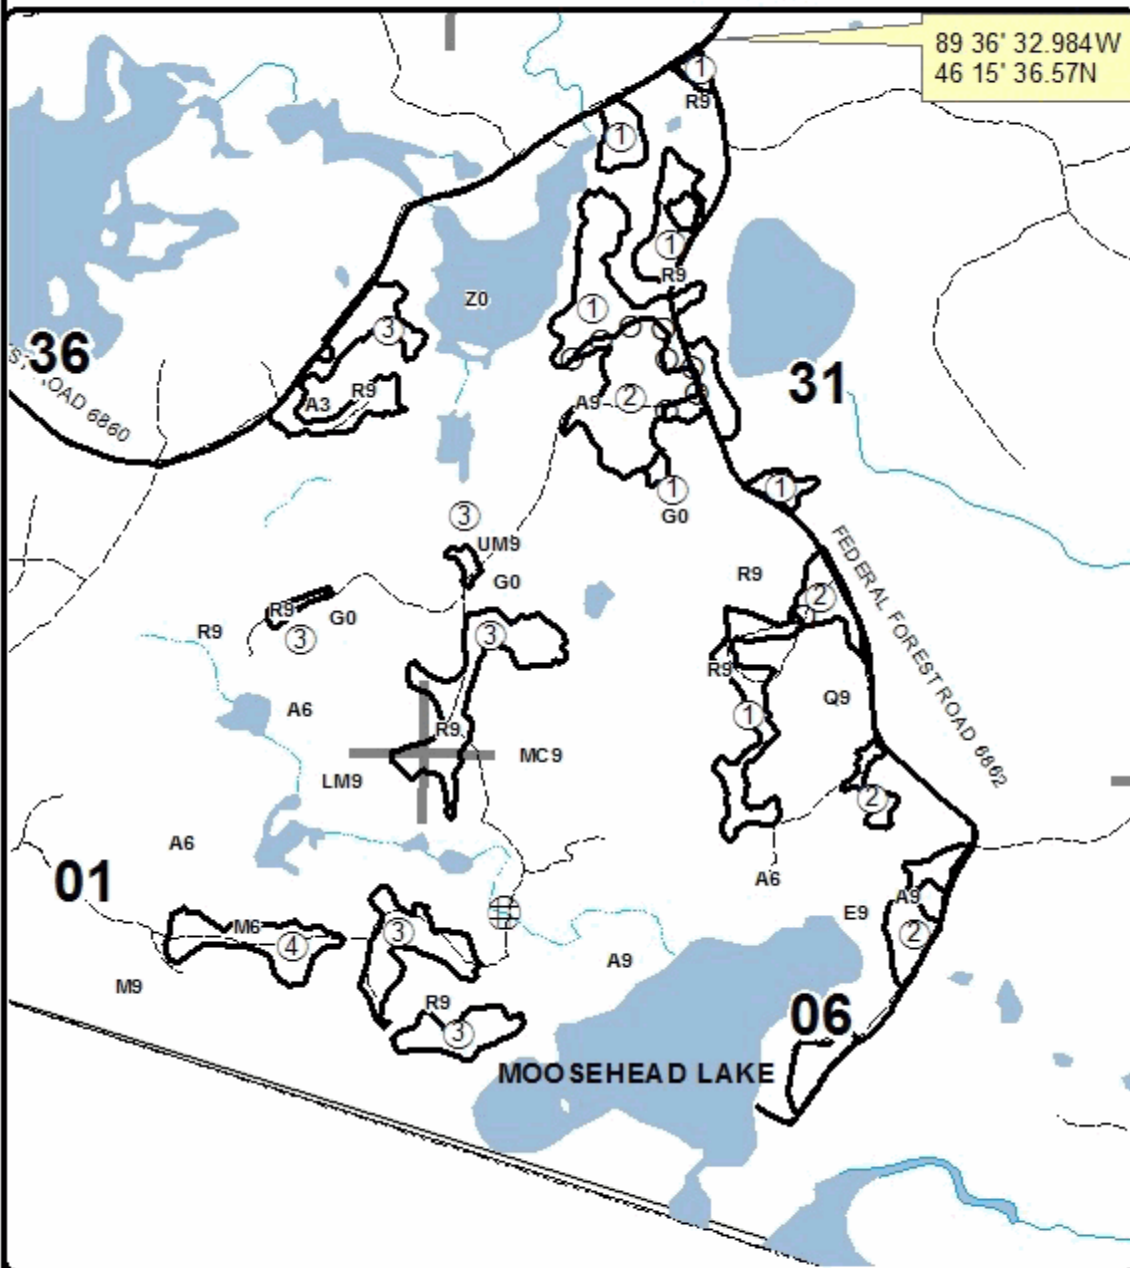 89 36' 32.984W
46 15' 36.57N
1
R9
1
1
R9
Z0
1
3
36
31
ROAD 6860
R9
A3
2
A9
1
1
G0
3
UM9
G0
R9
FEDERAL FOREST ROAD 6862
2
R9
G0
3
R9
3
R9
Q9
A6
1
R9
MC9
LM9
2
A6
01
A6
A9
E9
M6
3
4
2
A9
M9
R9
06
3
MOOSEHEAD LAKE